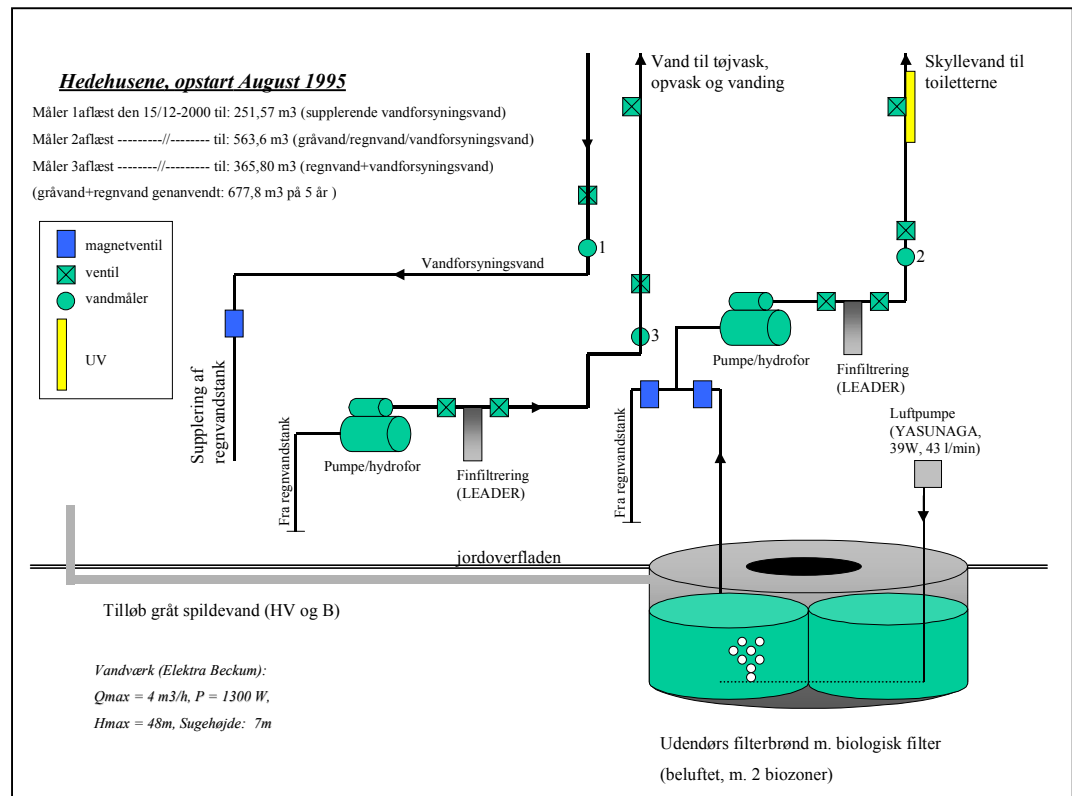 Hedehusene, opstart August 1995
Måler 1aflæst den 15/12-2000 til: 251,57 m3 (supplerende vandforsyningsvand)
Måler 2aflæst ---------//-------- til: 563,6 m3 (gråvand/regnvand/vandforsyningsvand)
Måler 3aflæst --------//--------- til: 365,80 m3 (regnvand+vandforsyningsvand)
(gråvand+regnvand genanvendt: 677,8 m3 på 5 år )
magnetventil
ventil
vandmåler
UV
Vand til tøjvask,
opvask og vanding
Skyllevand til
toiletterne
1
Vandforsyningsvand
2
3
Supplering af
regnvandstank
Pumpe/hydrofor
Finfiltrering
(LEADER)
Fra regnvandstank
Pumpe/hydrofor
Finfiltrering
(LEADER)
Fra regnvandstank
Luftpumpe
(YASUNAGA,
39W, 43 l/min)
jordoverfladen
Tilløb gråt spildevand (HV og B)
Vandværk (Elektra Beckum):
Qmax = 4 m3/h, P = 1300 W,
Hmax = 48m, Sugehøjde: 7m
Udendørs filterbrønd m. biologisk filter
(beluftet, m. 2 biozoner)